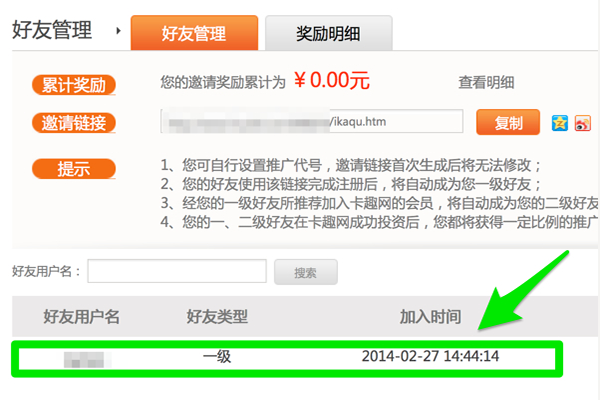 好友管理 好友管理 奖励明细
累计奖励 您的邀请奖励累计为 ¥0.00元 查看明细
邀请链接 /ikaqu.htm 复制
提示 1、您可自行设置推广代号，邀请链接首次生成后将无法修改；
2、您的好友使用该链接完成注册后，将自动成为您一级好友；
3、经您的一级好友所推荐加入卡趣网的会员，将自动成为您的二级好友
4、您的一、二级好友在卡趣网成功投资后，您都将获得一定比例的推广
好友用户名： 搜索
好友用户名 好友类型 加入时间
一级 2014-02-27 14:44:14